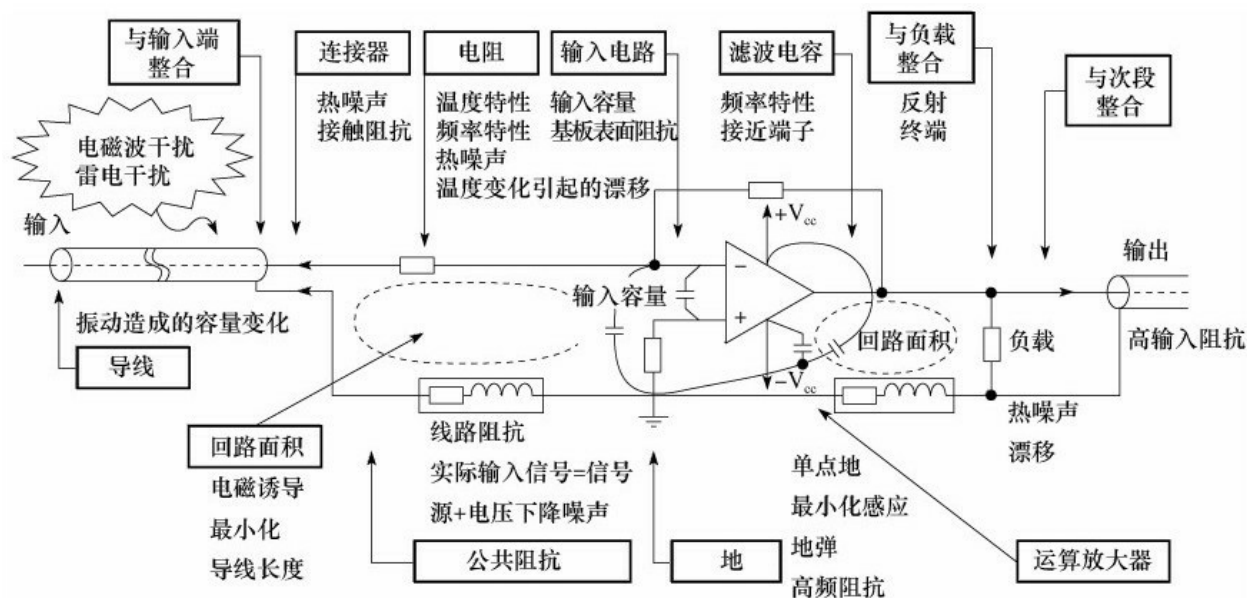 与输入端
整合
连接器
热噪声
接触阻抗
电阻
温度特性
频率特性
热噪声
温度变化引起的漂移
输入电路
输入容量
基板表面阻抗
滤波电容
频率特性
接近端子
与负载
整合
反射
终端
与次段
整合
电磁波干扰
雷电干扰
输入
+Vcc
输出
输入容量
−
+
回路面积
负载
高输入阻抗
−Vcc
振动造成的容量变化
导线
回路面积
电磁诱导
最小化
导线长度
线路阻抗
实际输入信号=信号
源+电压下降噪声
公共阻抗
地
单点地
最小化感应
地弹
高频阻抗
热噪声
漂移
运算放大器